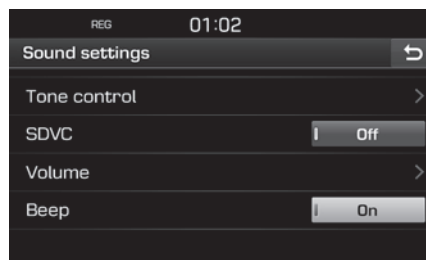 REG 01:02
Sound settings
Tone control
SDVC Off
Volume
Beep On